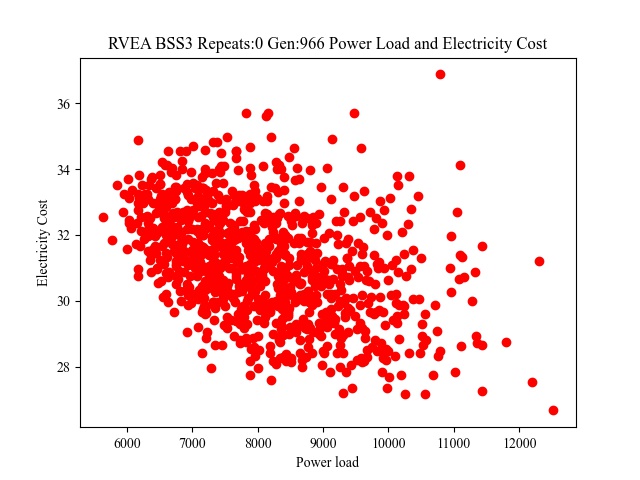 RVEA BSS3 Repeats:0 Gen:966 Power Load and Electricity Cost
Electricity Cost
36
34
32
30
28
6000 7000 8000 9000 10000 11000 12000
Power load